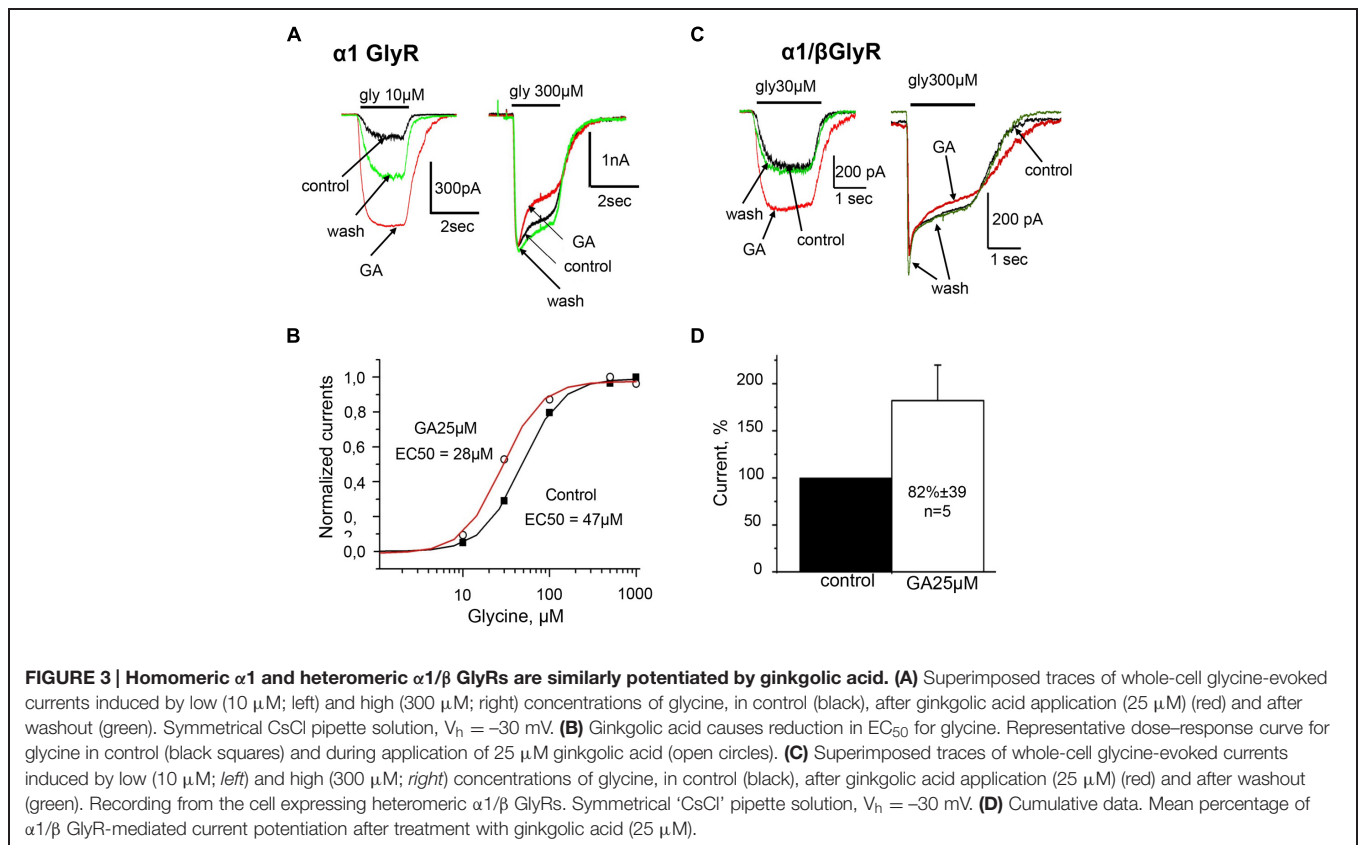 A
α1 GlyR
gly 10µM
control
wash
GA
300pA
2sec
gly 300µM
1nA
2sec
GA
control
wash
C
α1/βGlyR
gly30µM
wash
GA
control
200 pA
1 sec
gly300µM
GA
control
200 pA
1 sec
wash
B
Normalized currents
1,0
0,8
0,6
0,4
0,
0,0
GA25µM
EC50 = 28µM
Control
EC50 = 47µM
10
100
1000
Glycine, µM
D
Current, %
200
150
100
50
0
82%±39
n=5
control
GA25µM
FIGURE 3 | Homomeric α1 and heteromeric α1/β GlyRs are similarly potentiated by ginkgolic acid. (A) Superimposed traces of whole-cell glycine-evoked
currents induced by low (10 µM; left) and high (300 µM; right) concentrations of glycine, in control (black), after ginkgolic acid application (25 µM) (red) and after
washout (green). Symmetrical CsCl pipette solution, Vh = –30 mV. (B) Ginkgolic acid causes reduction in EC50 for glycine. Representative dose–response curve for
glycine in control (black squares) and during application of 25 µM ginkgolic acid (open circles). (C) Superimposed traces of whole-cell glycine-evoked currents
induced by low (10 µM; left) and high (300 µM; right) concentrations of glycine, in control (black), after ginkgolic acid application (25 µM) (red) and after washout
(green). Recording from the cell expressing heteromeric α1/β GlyRs. Symmetrical ‘CsCl’ pipette solution, Vh = –30 mV. (D) Cumulative data. Mean percentage of
α1/β GlyR-mediated current potentiation after treatment with ginkgolic acid (25 µM).